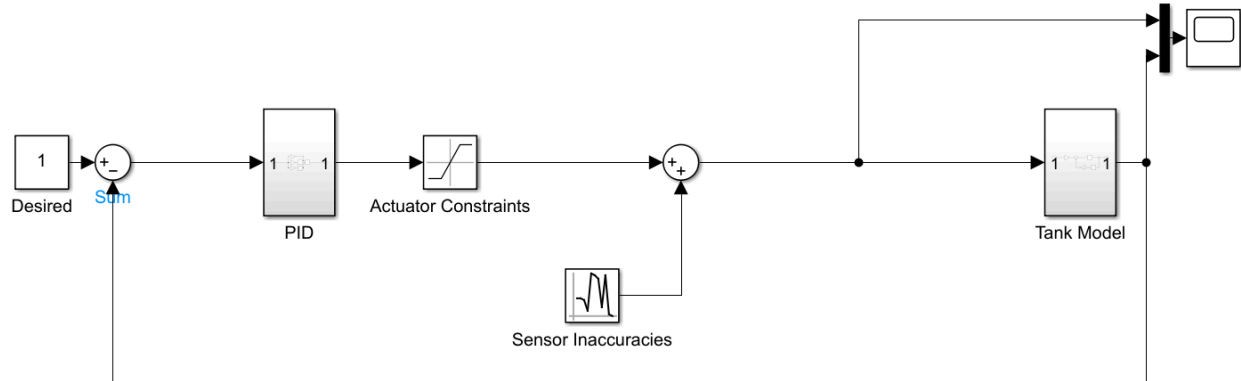 1
Desired
Sum
1
1
PID
Actuator Constraints
Sensor Inaccuracies
1
1
Tank Model